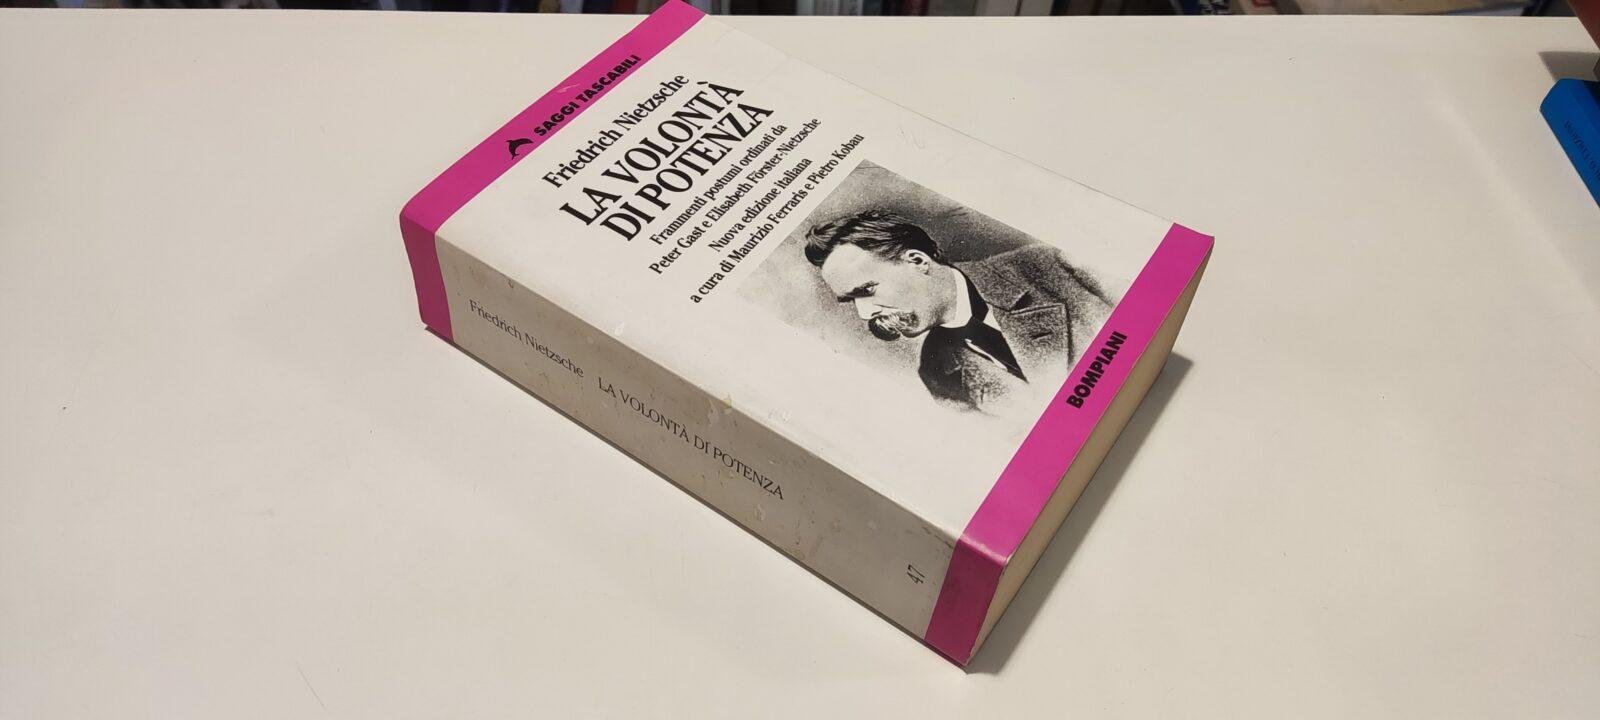 SAGGI TASCABILI
Friedrich Nietzsche
LA VOLONTÀ
DI POTENZA
Frammenti postumi ordinati da
Peter Gast e Elisabeth Förster-Nietzsche
Nuova edizione italiana
a cura di Maurizio Ferraris e Pietro Kobau
BOMPIANI
Friedrich Nietzsche LA VOLONTÀ DI POTENZA
47